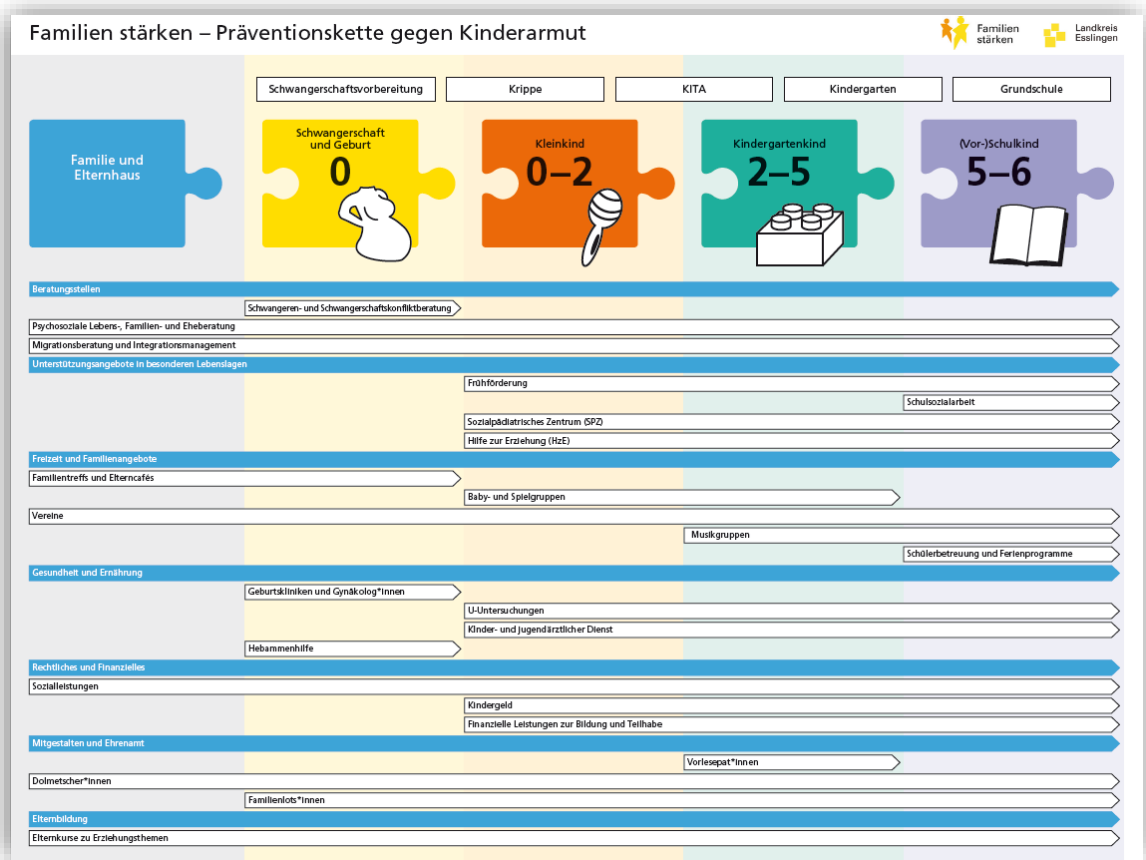 Familien stärken – Präventionskette gegen Kinderarmut
Familien
stärken
Landkreis
Esslingen
Schwangerschaftsvorbereitung
Krippe
KITA
Kindergarten
Grundschule
Familie und
Elternhaus
Schwangerschaft
und Geburt
0
Kleinkind
0–2
Kindergartenkind
2–5
(Vor-)Schulkind
5–6
Beratungsstellen
Schwangeren- und Schwangerschaftskonfliktberatung
Psychosoziale Lebens-, Familien- und Eheberatung
Migrationsberatung und Integrationsmanagement
Unterstützungsangebote in besonderen Lebenslagen
Frühförderung
Schulsozialarbeit
Sozialpädiatrisches Zentrum (SPZ)
Hilfe zur Erziehung (HzE)
Freizeit und Familienangebote
Familientreffs und Elterncafés
Baby- und Spielgruppen
Vereine
Musikgruppen
Schülerbetreuung und Ferienprogramme
Gesundheit und Ernährung
Geburtskliniken und Gynäkolog*innen
U-Untersuchungen
Kinder- und jugendärztlicher Dienst
Hebammenhilfe
Rechtliches und Finanzielles
Sozialleistungen
Kindergeld
Finanzielle Leistungen zur Bildung und Teilhabe
Mitgestalten und Ehrenamt
Vorlesepat*innen
Dolmetscher*innen
Familienlots*innen
Elternbildung
Elternkurse zu Erziehungsthemen